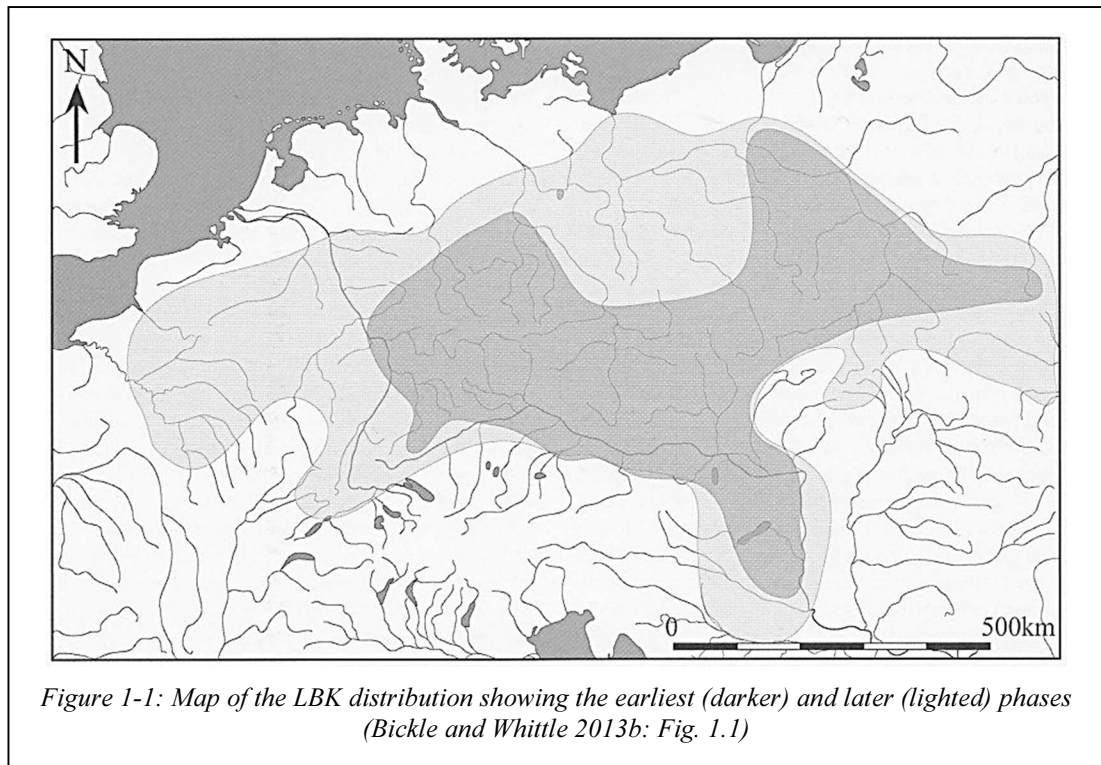 N
0 500km
Figure 1-1: Map of the LBK distribution showing the earliest (darker) and later (lighted) phases
(Bickle and Whittle 2013b: Fig. 1.1)